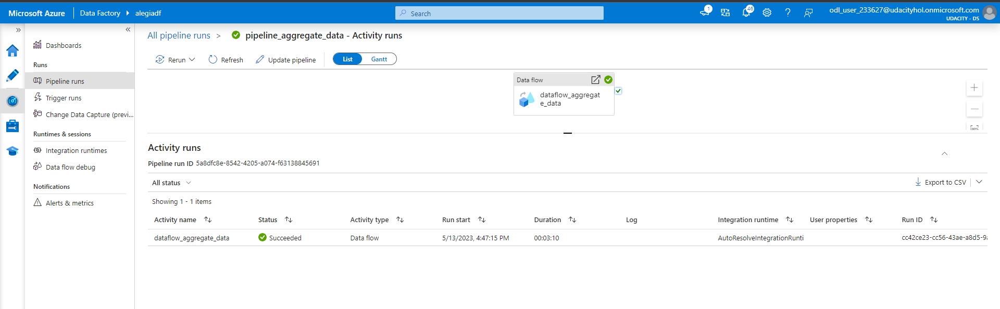 Microsoft Azure Data Factory alegiadf Search 1 46 odl_user_233627@udacityhol.onmicrosoft.com
UDACITY - DS
Dashboards
Runs
Pipeline runs
Trigger runs
Change Data Capture (previ...
Runtimes & sessions
Integration runtimes
Data flow debug
Notifications
Alerts & metrics
All pipeline runs > pipeline_aggregate_data - Activity runs
Rerun Refresh Update pipeline List Gantt
Data flow
dataflow_aggregat
e_data
Activity runs
Pipeline run ID 5a8dfc8e-8542-4205-a074-f63138845691
All status Export to CSV
Showing 1 - 1 items
Activity name Status Activity type Run start Duration Log Integration runtime User properties Run ID
dataflow_aggregate_data Succeeded Data flow 5/13/2023, 4:47:15 PM 00:03:10 AutoResolveIntegrationRunti cc42ce23-cc56-43ae-a8d5-9a